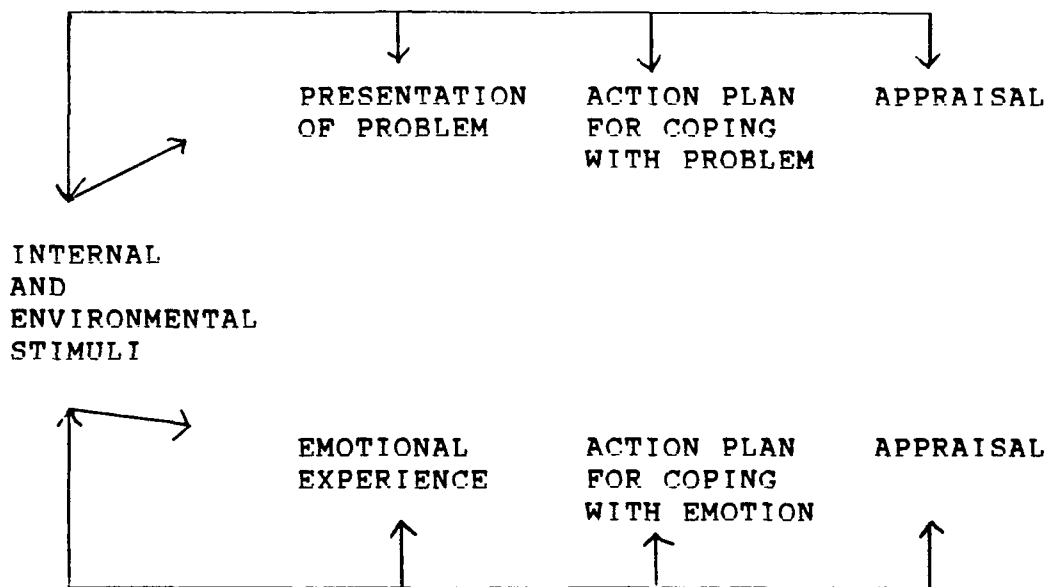 PRESENTATION OF PROBLEM
ACTION PLAN FOR COPING WITH PROBLEM
APPRAISAL
INTERNAL
AND
ENVIRONMENTAL
STIMULI
EMOTIONAL EXPERIENCE
ACTION PLAN FOR COPING WITH EMOTION
APPRAISAL